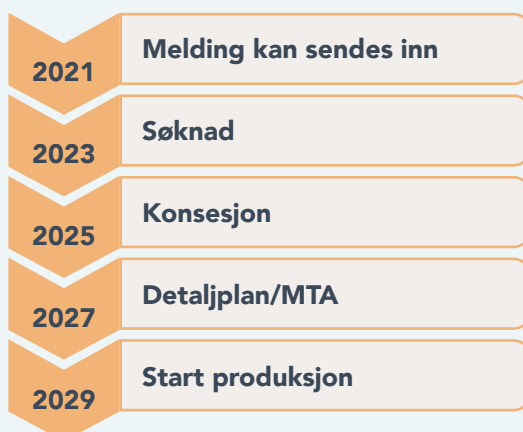 2021
Melding kan sendes inn
2023
Søknad
2025
Konsesjon
2027
Detaljplan/MTA
2029
Start produksjon